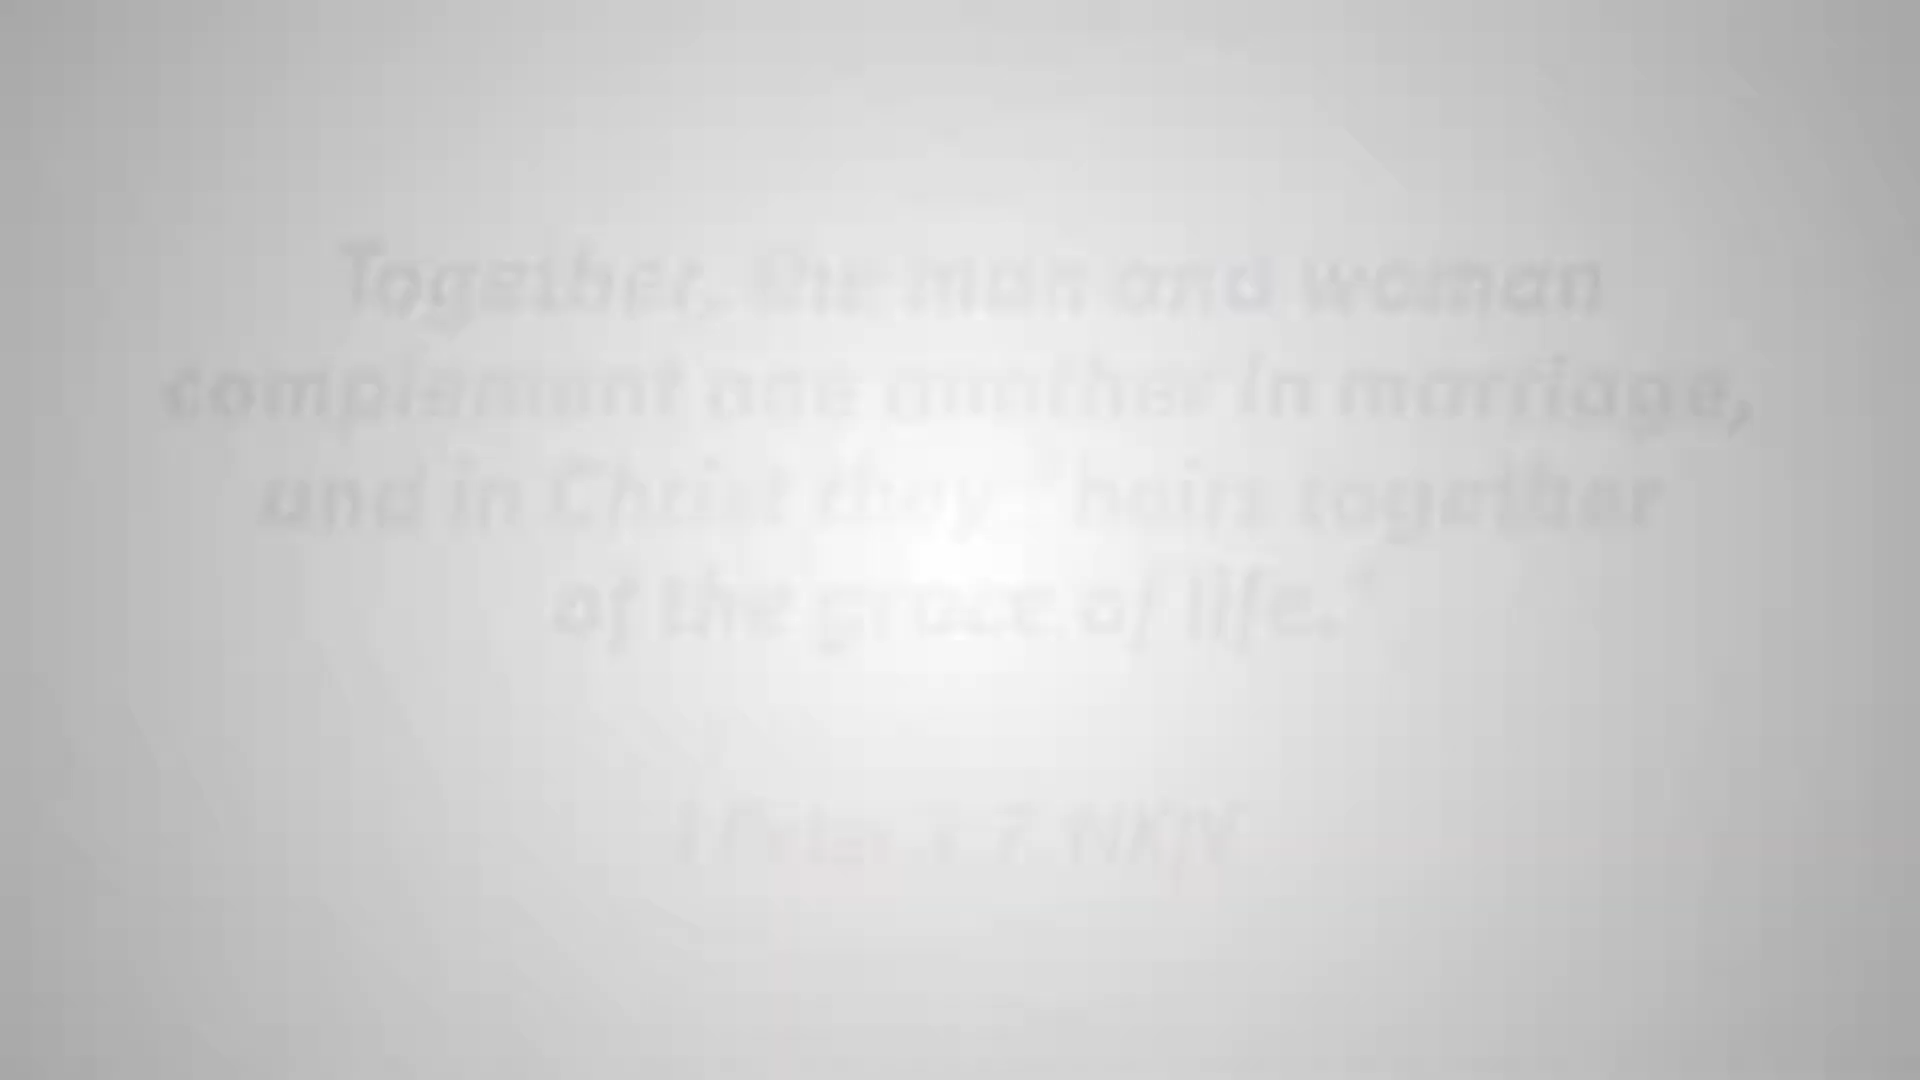 Together, the man and woman
complement one another in marriage,
and in Christ they "heirs together
of the grace of life."
1 Peter 3:7 NKJV